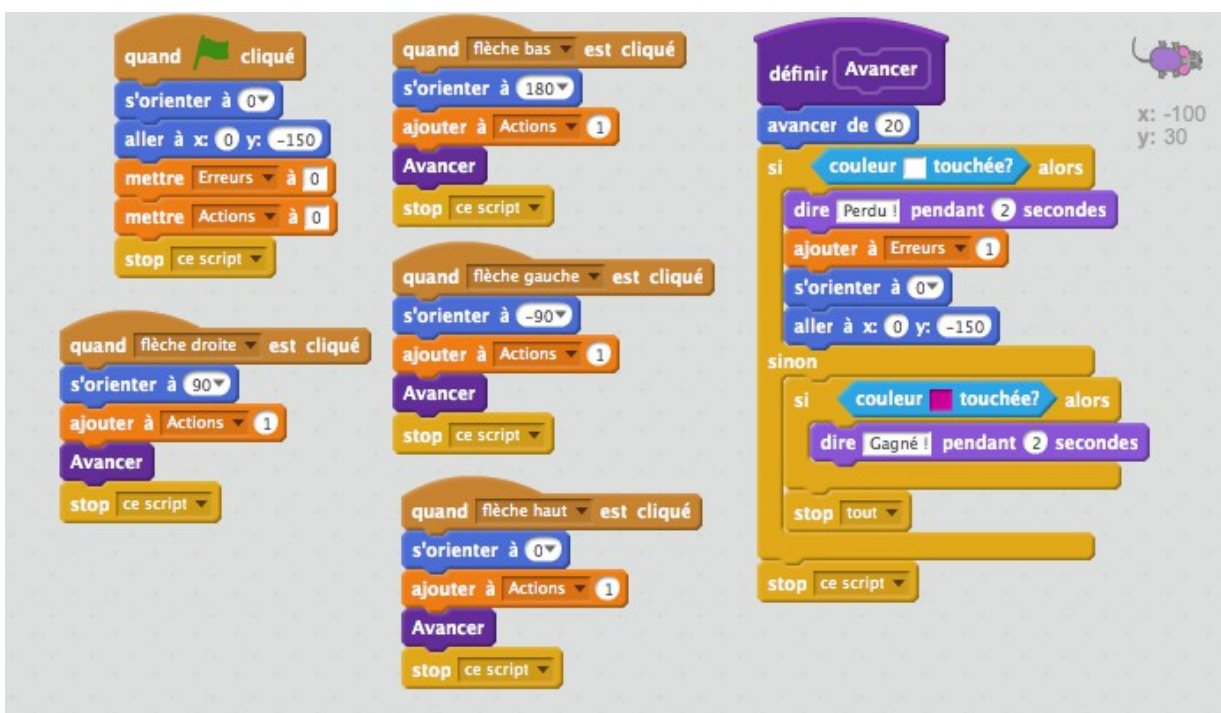 quand cliqué
s'orienter à 0
aller à x: 0 y: -150
mettre Erreurs à 0
mettre Actions à 0
stop ce script
quand flèche droite est cliqué
s'orienter à 90
ajouter à Actions 1
Avancer
stop ce script
quand flèche bas est cliqué
s'orienter à 180
ajouter à Actions 1
Avancer
stop ce script
quand flèche gauche est cliqué
s'orienter à -90
ajouter à Actions 1
Avancer
stop ce script
quand flèche haut est cliqué
s'orienter à 0
ajouter à Actions 1
Avancer
stop ce script
définir Avancer
avancer de 20
si couleur touchée? alors
dire Perdu ! pendant 2 secondes
ajouter à Erreurs 1
s'orienter à 0
aller à x: 0 y: -150
sinon
si couleur touchée? alors
dire Gagné ! pendant 2 secondes
stop tout
stop ce script
x: -100
y: 30